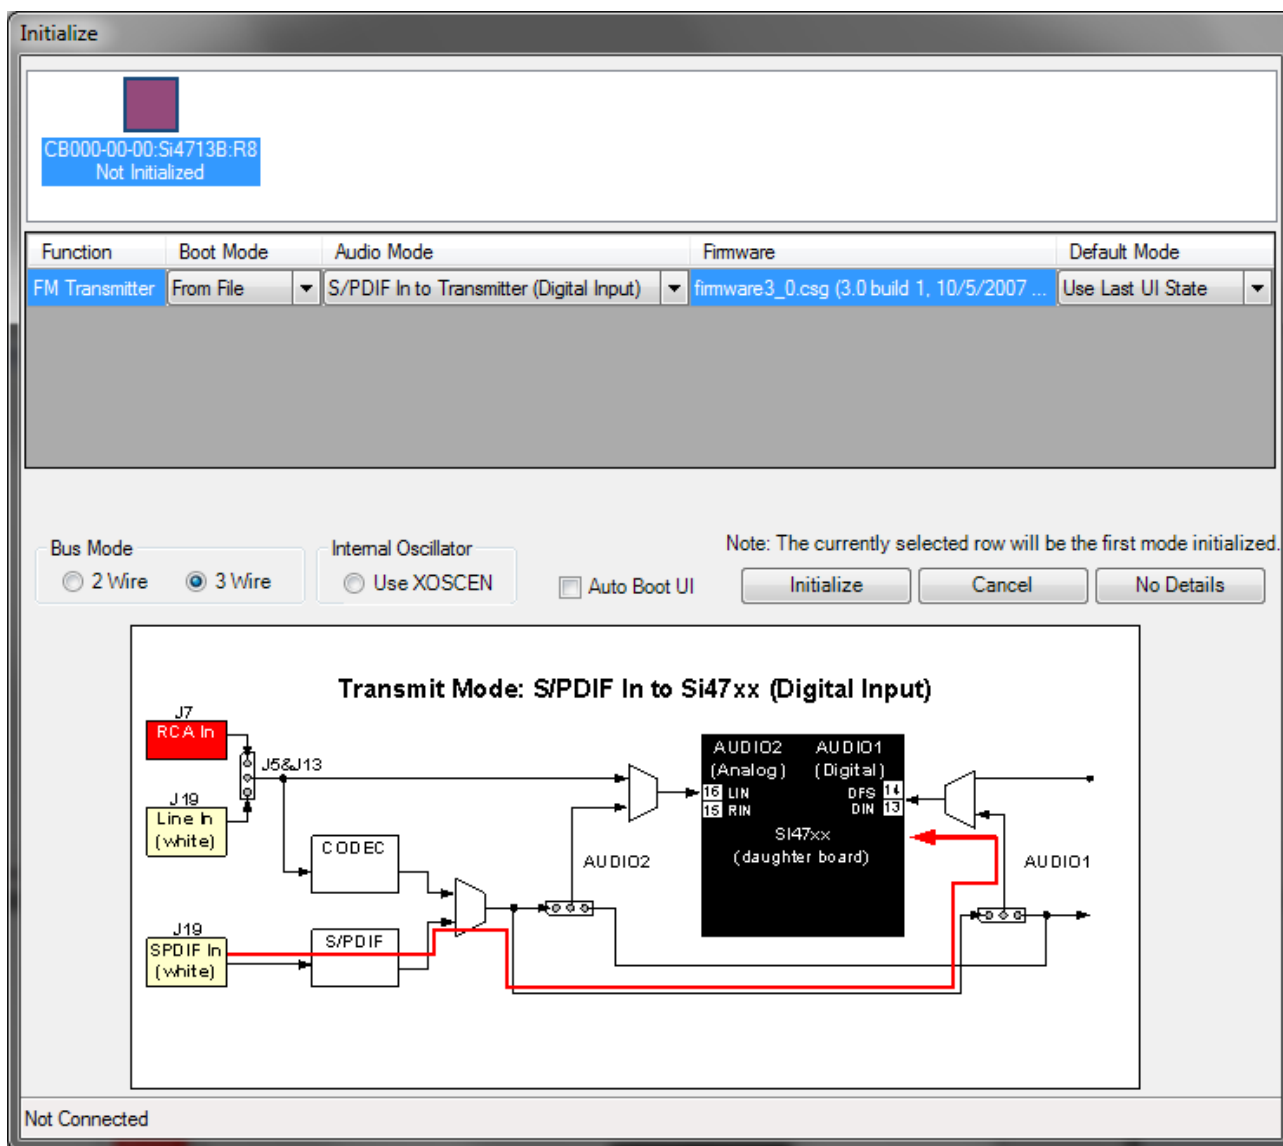 Initialize
CB000-00-00:Si4713B:R8
Not Initialized
Function Boot Mode Audio Mode Firmware Default Mode
FM Transmitter From File S/PDIF In to Transmitter (Digital Input) firmware3_0.csg (3.0 build 1, 10/5/2007 ... Use Last UI State
Note: The currently selected row will be the first mode initialized.
Bus Mode Internal Oscillator
2 Wire 3 Wire Use XOSCEN Auto Boot UI Initialize Cancel No Details
Transmit Mode: S/PDIF In to Si47xx (Digital Input)
J7
RCA In
J5&J13
J19
Line In
(white)
CODEC
J19
SPDIF In
(white)
S/PDIF
AUDIO2
AUDIO2 AUDIO1
(Analog) (Digital)
16 LIN DFS 14
15 RIN DIN 13
SI47xx
(daughter board)
AUDIO1
Not Connected